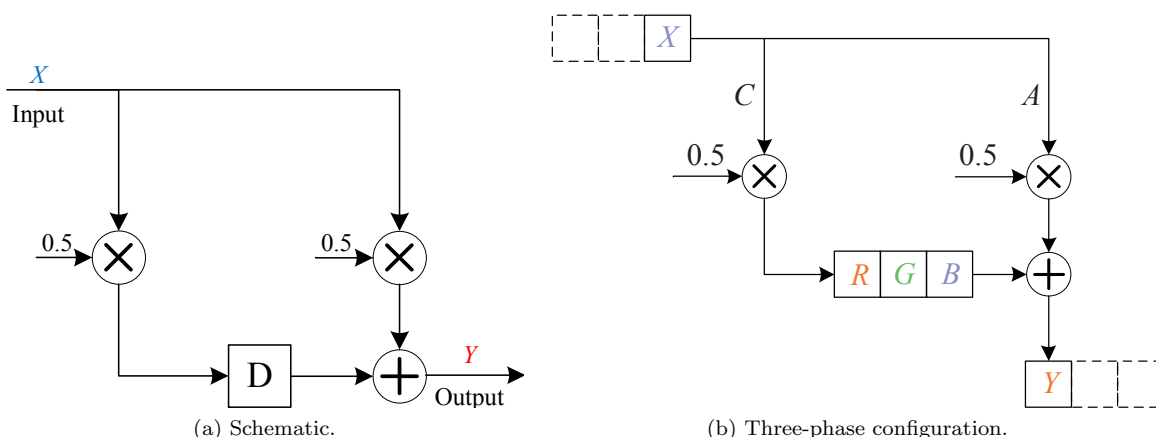 X
Input
0.5
0.5
D
Y
Output
(a) Schematic.
X
C
A
0.5
0.5
R G B
Y
(b) Three-phase configuration.